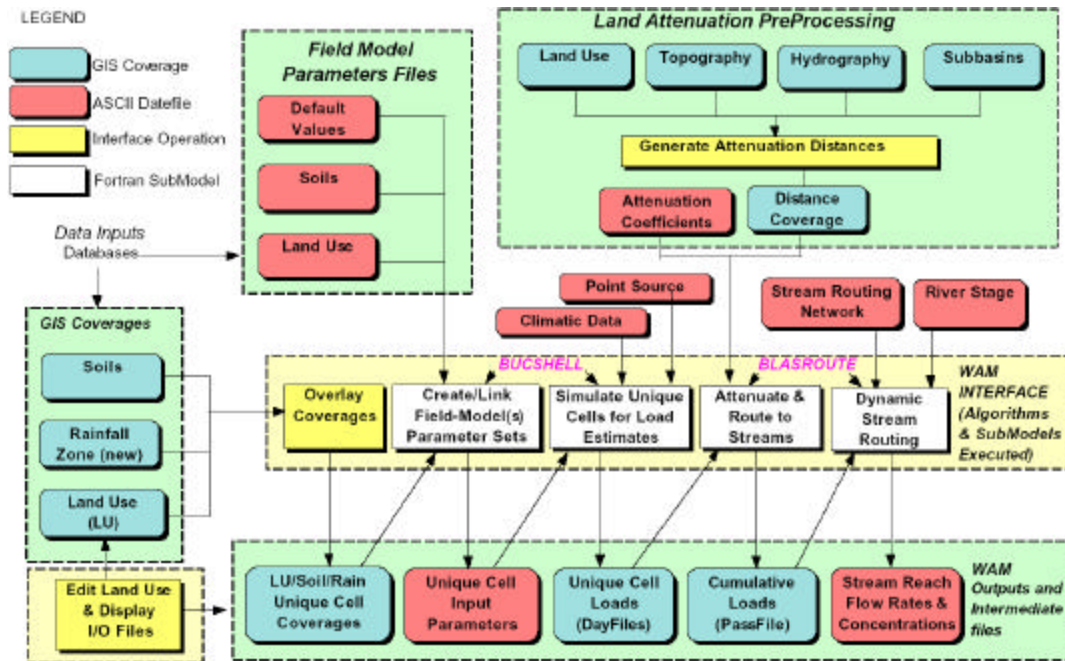 LEGEND
GIS Coverage
ASCII Datefile
Interface Operation
Fortran SubModel
Data Inputs
Databases
Field Model
Parameters Files
Default
Values
Soils
Land Use
Land Attenuation PreProcessing
Land Use
Topography
Hydrography
Subbasins
Generate Attenuation Distances
Attenuation
Coefficients
Distance
Coverage
Point Source
Climatic Data
Stream Routing
Network
River Stage
GIS Coverages
Soils
Rainfall
Zone (new)
Land Use
(LU)
BUCSHELL
BLASROUTE
Overlay
Coverages
Create/Link
Field-Model(s)
Parameter Sets
Simulate Unique
Cells for Load
Estimates
Attenuate &
Route to
Streams
Dynamic
Stream
Routing
WAM
INTERFACE
(Algorithms
& SubModels
Executed)
Edit Land Use
& Display
I/O Files
LU/Soil/Rain
Unique Cell
Coverages
Unique Cell
Input
Parameters
Unique Cell
Loads
(DayFiles)
Cumulative
Loads
(PassFile)
Stream Reach
Flow Rates &
Concentrations
WAM
Outputs and
Intermediate
files